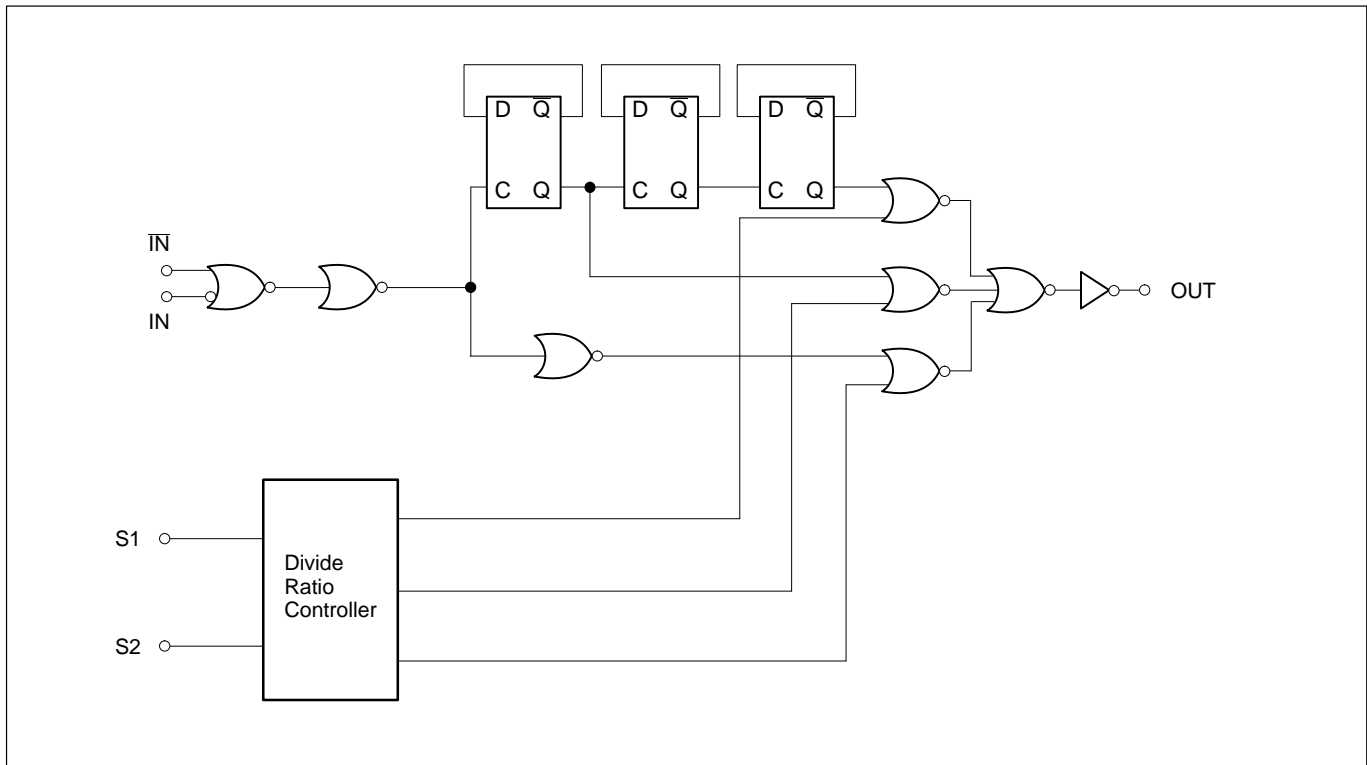 D Q̅
D Q̅
D Q̅
C Q
C Q
C Q
I̅N̅
IN
OUT
S1
S2
Divide
Ratio
Controller